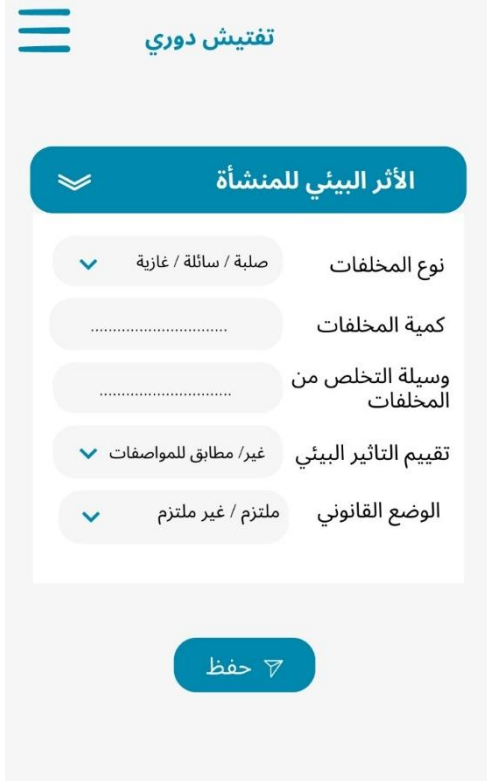 تفتيش دوري
الأثر البيئي للمنشأة
نوع المخلفات
صلبة / سائلة / غازية
كمية المخلفات
...............................
وسيلة التخلص من
المخلفات
..............................
تقييم التاثير البيئي
غير/ مطابق للمواصفات
الوضع القانوني
ملتزم / غير ملتزم
حفظ